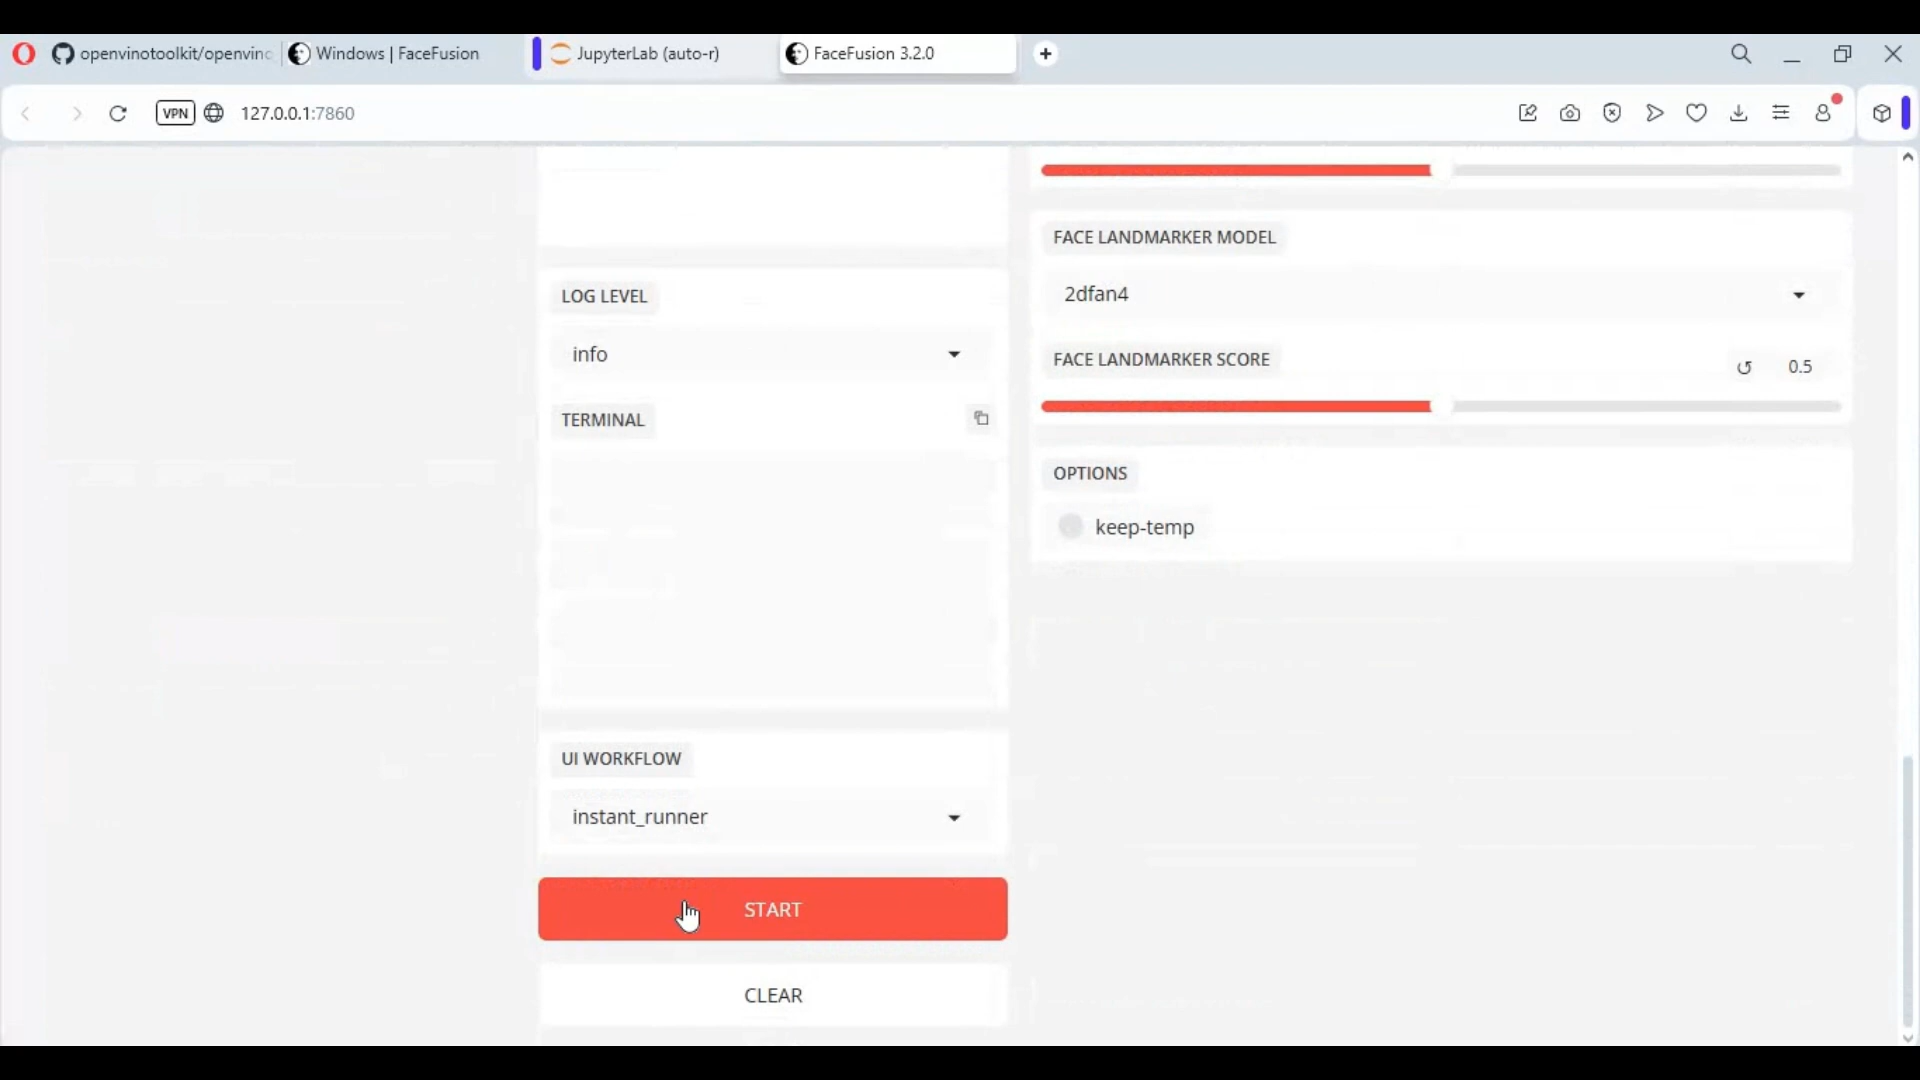 openvinotoolkit/openvino
Windows | FaceFusion
JupyterLab (auto-r)
FaceFusion 3.2.0
VPN
127.0.0.1:7860
LOG LEVEL
info
TERMINAL
UI WORKFLOW
instant_runner
START
CLEAR
FACE LANDMARKER MODEL
2dfan4
FACE LANDMARKER SCORE
0.5
OPTIONS
keep-temp